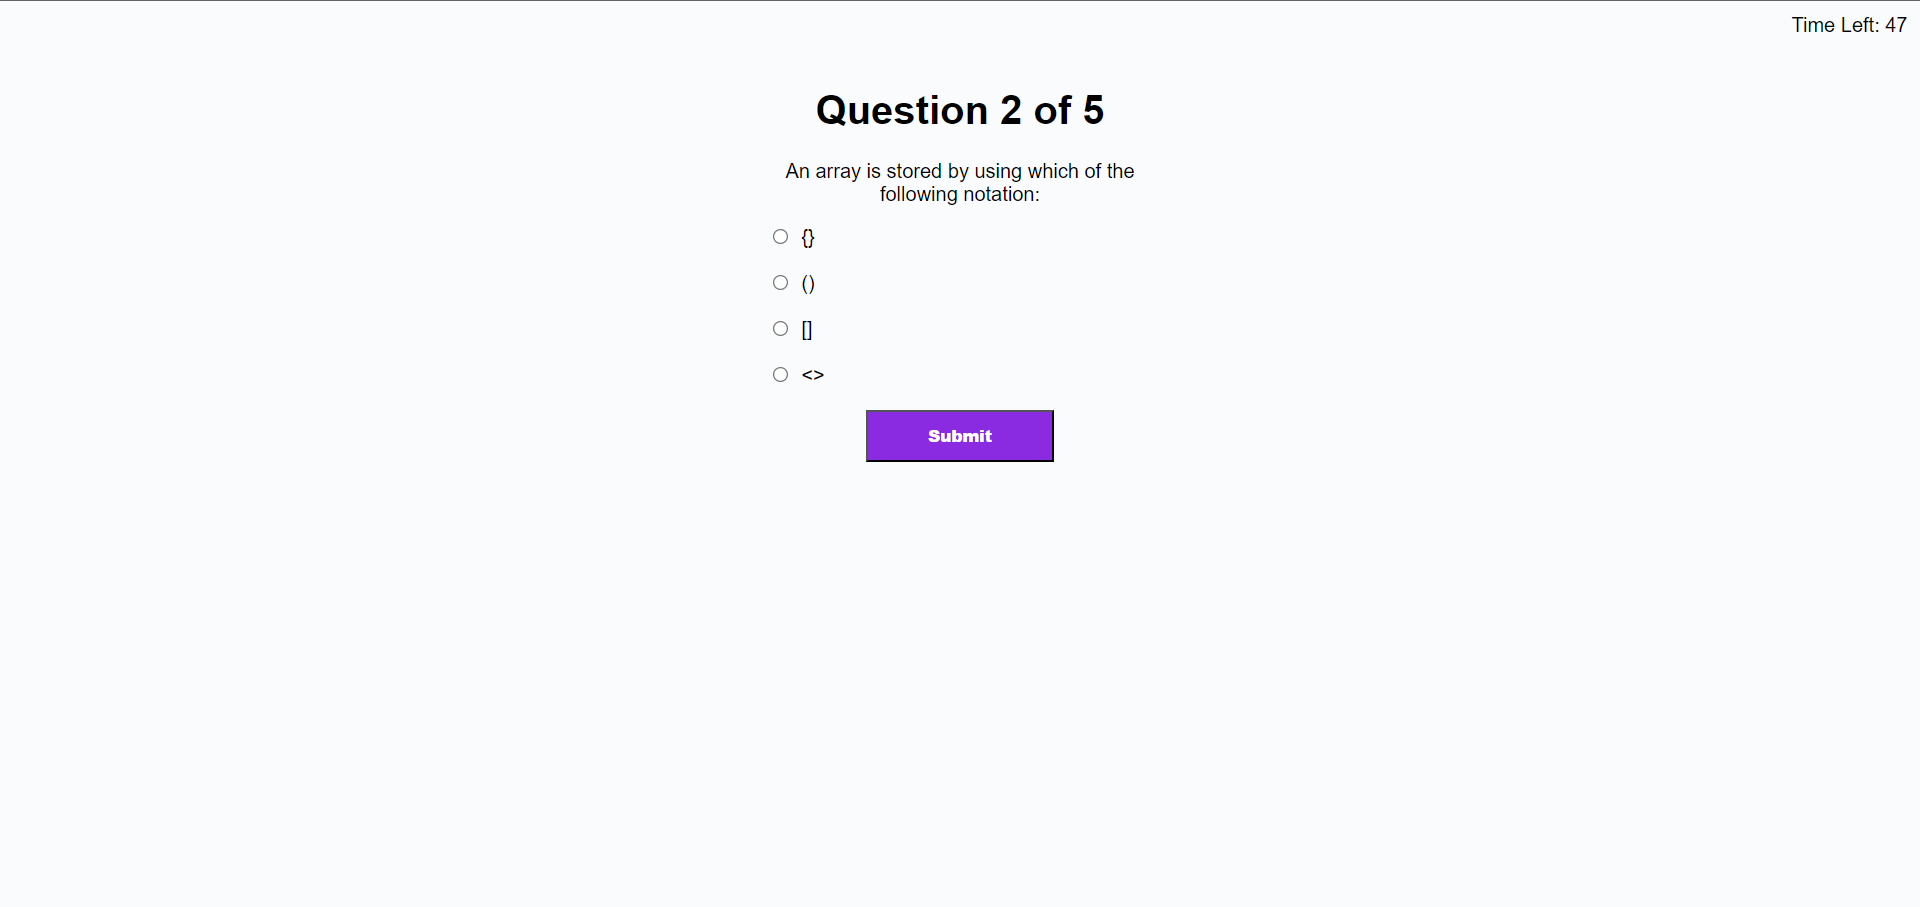 Time Left: 47
Question 2 of 5
An array is stored by using which of the
following notation:
{}
()
[]
<>
Submit